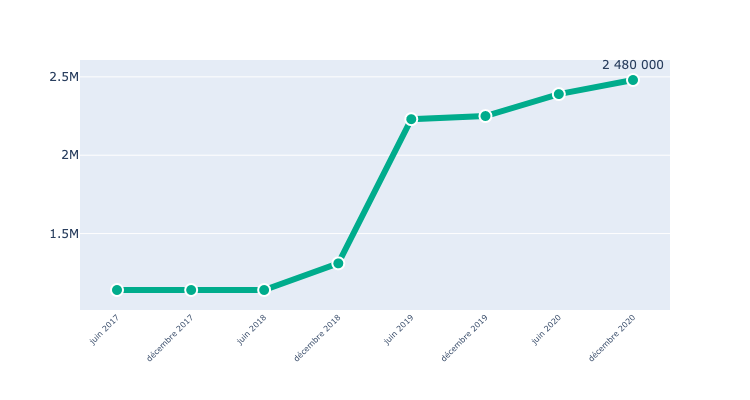 2 480 000
2.5M
2M
1.5M
juin 2017
décembre 2017
juin 2018
décembre 2018
juin 2019
décembre 2019
juin 2020
décembre 2020